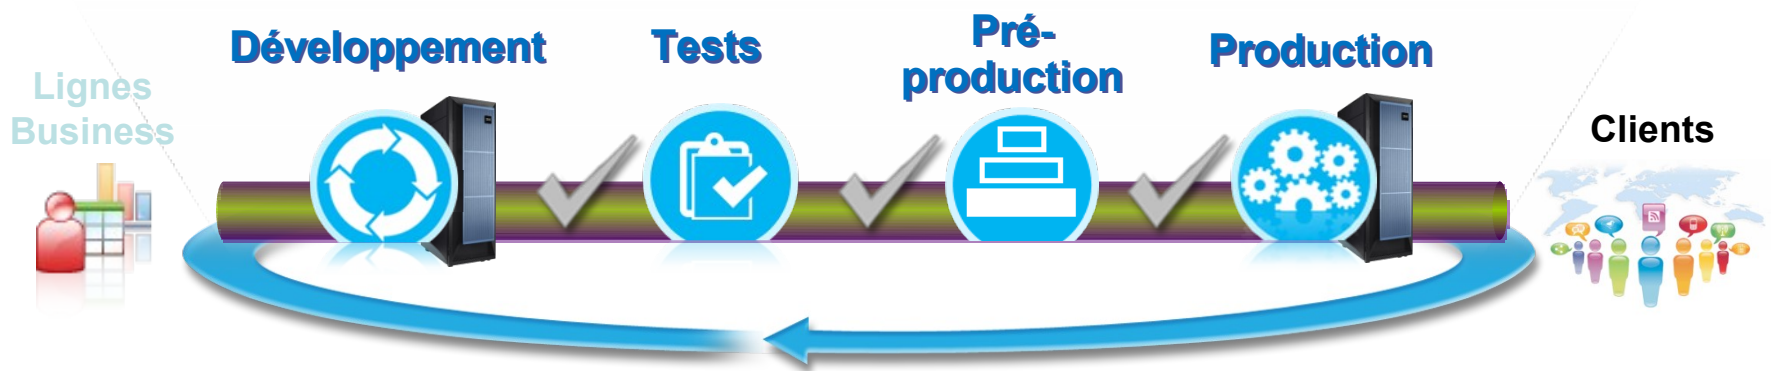 Lignes
Business
Développement
Tests
Pré-
production
Production
Clients